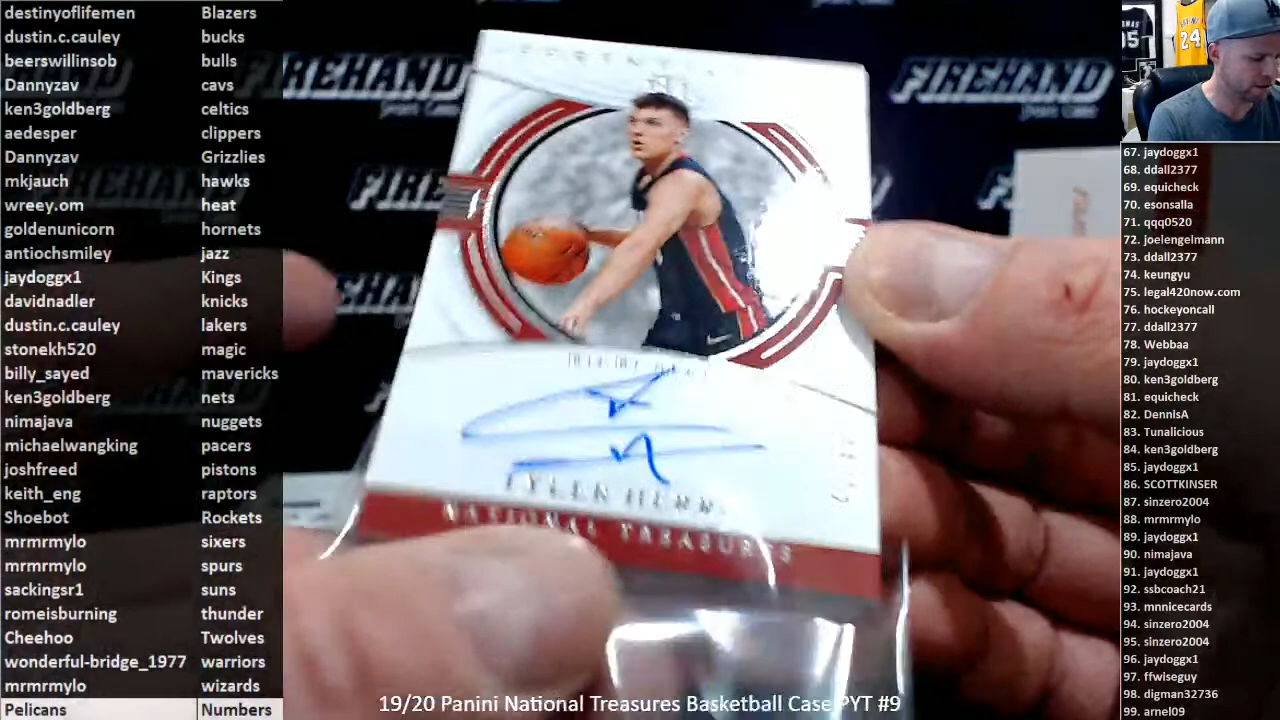 destinyoflifemen Blazers
dustin.c.cauley bucks
beerswillinsob bulls
Dannyzav cavs
ken3goldberg celtics
aedesper clippers
Dannyzav Grizzlies
mkjauch hawks
wreey.om heat
goldenunicorn hornets
antiochsmiley jazz
jaydoggx1 Kings
davidnadler knicks
dustin.c.cauley lakers
stonekh520 magic
billy_sayed mavericks
ken3goldberg nets
nimajava nuggets
michaelwangking pacers
joshfreed pistons
keith_eng raptors
Shoebot Rockets
mrmrmylo sixers
mrmrmylo spurs
sackingsr1 suns
romeisburning thunder
Cheehoo Twolves
wonderful-bridge_1977 warriors
mrmrmylo wizards
Pelicans Numbers
FIREHAND
FIREHAND
NATIONAL TREASURES
19/20 Panini National Treasures Basketball Case PYT #9
24
67. jaydoggx1
68. ddall2377
69. equicheck
70. esonsalla
71. qqq0520
72. joelengelmann
73. ddall2377
74. keungyu
75. legal420now.com
76. hockeyoncall
77. ddall2377
78. Webbaa
79. jaydoggx1
80. ken3goldberg
81. equicheck
82. DennisA
83. Tunalicious
84. ken3goldberg
85. jaydoggx1
86. SCOTTKINSER
87. sinzero2004
88. mrmrmylo
89. jaydoggx1
90. nimajava
91. jaydoggx1
92. ssbcoach21
93. mnnicecards
94. sinzero2004
95. sinzero2004
96. jaydoggx1
97. ffwiseguy
98. digman32736
99. arnel09